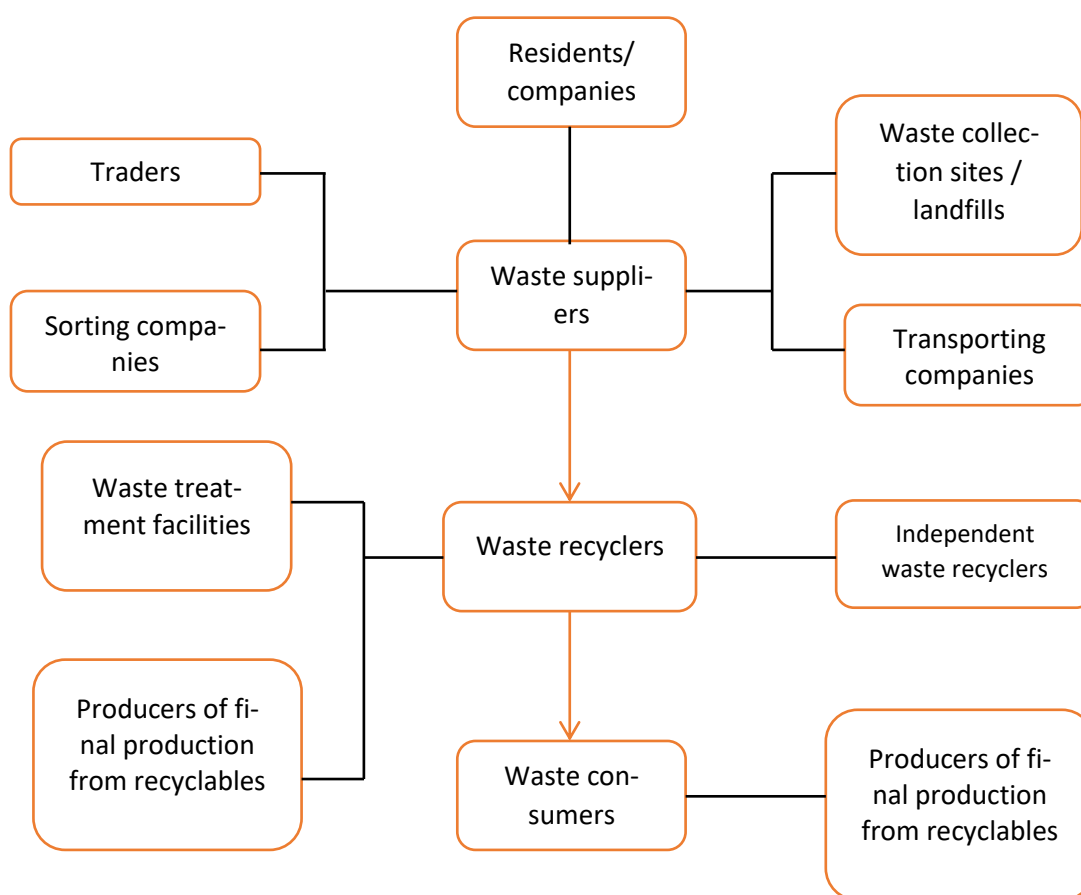 Residents/
companies
Traders
Waste collec-
tion sites /
landfills
Waste suppli-
ers
Sorting compa-
nies
Transporting
companies
Waste treat-
ment facilities
Waste recyclers
Independent
waste recyclers
Producers of fi-
nal production
from recyclables
Waste con-
sumers
Producers of fi-
nal production
from recyclables